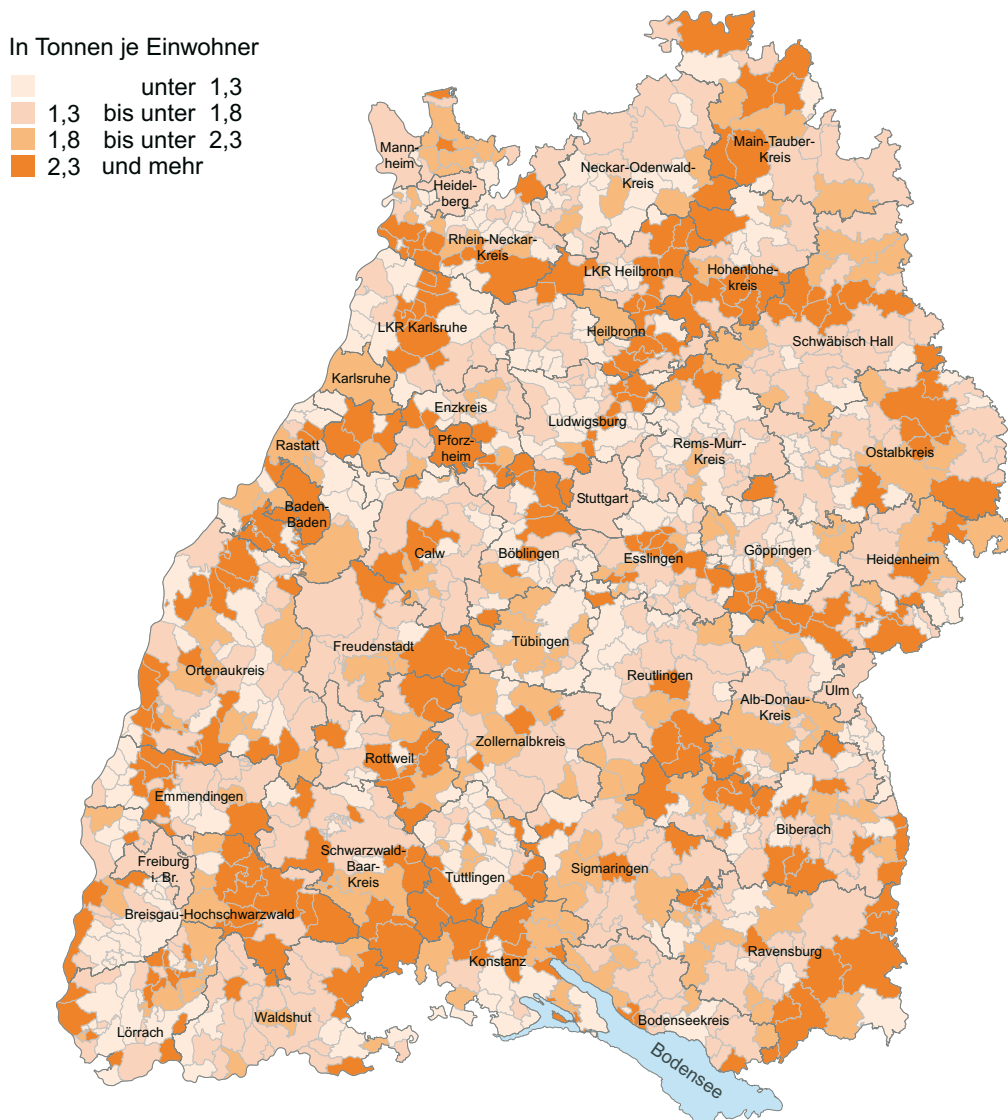 In Tonnen je Einwohner
unter 1,3
1,3 bis unter 1,8
1,8 bis unter 2,3
2,3 und mehr
Mann-
heim
Heidel-
berg
Neckar-Odenwald-
Kreis
Main-Tauber-
Kreis
Rhein-Neckar-
Kreis
LKR Heilbronn
Hohenlohe-
kreis
LKR Karlsruhe
Heilbronn
Schwäbisch Hall
Karlsruhe
Enzkreis
Ludwigsburg
Rastatt
Pforz-
heim
Rems-Murr-
Kreis
Ostalbkreis
Stuttgart
Baden-
Baden
Calw
Böblingen
Esslingen
Göppingen
Heidenheim
Freudenstadt
Tübingen
Ortenaukreis
Reutlingen
Alb-Donau-
Kreis
Ulm
Rottweil
Zollernalbkreis
Emmendingen
Biberach
Freiburg
i. Br.
Schwarzwald-
Baar-
Kreis
Tuttlingen
Sigmaringen
Breisgau-Hochschwarzwald
Konstanz
Ravensburg
Lörrach
Waldshut
Bodenseekreis
Bodensee